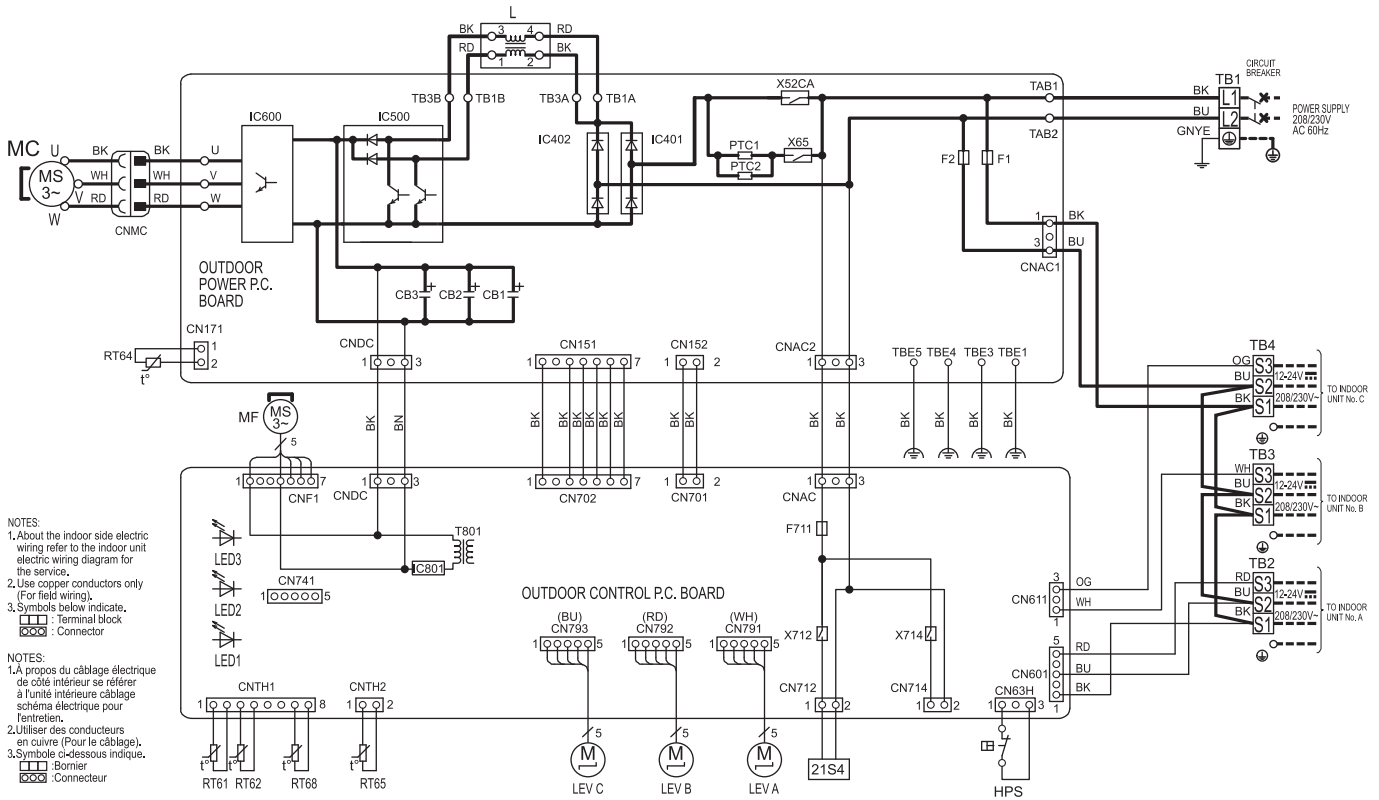 L
BK 3 4 RD
RD 1 2 BK
TB3B TB1B TB3A TB1A
X52CA
TAB1
TAB2
TB1
CIRCUIT
BREAKER
BK L1
BU L2
GNYE
POWER SUPPLY
208/230V
AC 60Hz
IC600
IC500
IC402
IC401
PTC1
PTC2
X65
F2 F1
MC
U BK BK U
MS
3~
WH WH V
V RD RD W
W
CNMC
1 BK
3 BU
CNAC1
OUTDOOR
POWER P.C.
BOARD
CB3 + CB2 + CB1 +
CN171
1
2
RT64
t°
CNDC
1 3
CN151
1 7
CN152
1 2
CNAC2
1 3
TBE5 TBE4 TBE3 TBE1
TB4
OG S3
12-24V
BU S2
208/230V~
BK S1
TO INDOOR
UNIT No. C
MF
MS
3~
5
BK BN
BK BK BK BK BK BK
BK BK
BK BK
BK BK BK BK
TB3
WH S3
12-24V
BU S2
208/230V~
BK S1
TO INDOOR
UNIT No. B
1 7
CNF1
CNDC
1 3
1 7
CN702
1 2
CN701
CNAC
1 3
F711
T801
IC801
LED3
LED2
LED1
CN741
1 5
OUTDOOR CONTROL P.C. BOARD
(BU)
CN793
1 5
(RD)
CN792
1 5
(WH)
CN791
1 5
X712
X714
3 OG
CN611
WH
1
TB2
RD S3
12-24V
BU S2
208/230V~
BK S1
TO INDOOR
UNIT No. A
5 RD
CN601 BU
BK
1
CNTH1
1 8
CNTH2
1 2
CN712
1 2
CN714
1 2
CN63H
1 3
t° t° t° t°
RT61 RT62 RT68 RT65
5 5 5
M M M
LEV C LEV B LEV A
21S4
HPS
NOTES:
1. About the indoor side electric
wiring refer to the indoor unit
electric wiring diagram for
the service.
2. Use copper conductors only
(For field wiring).
3. Symbols below indicate.
: Terminal block
: Connector
NOTES:
1. À propos du câblage électrique
de côté intérieur se référer
à l'unité intérieure câblage
schéma électrique pour
l'entretien.
2. Utiliser des conducteurs
en cuivre (Pour le câblage).
3. Symbole ci-dessous indique.
:Bornier
:Connecteur